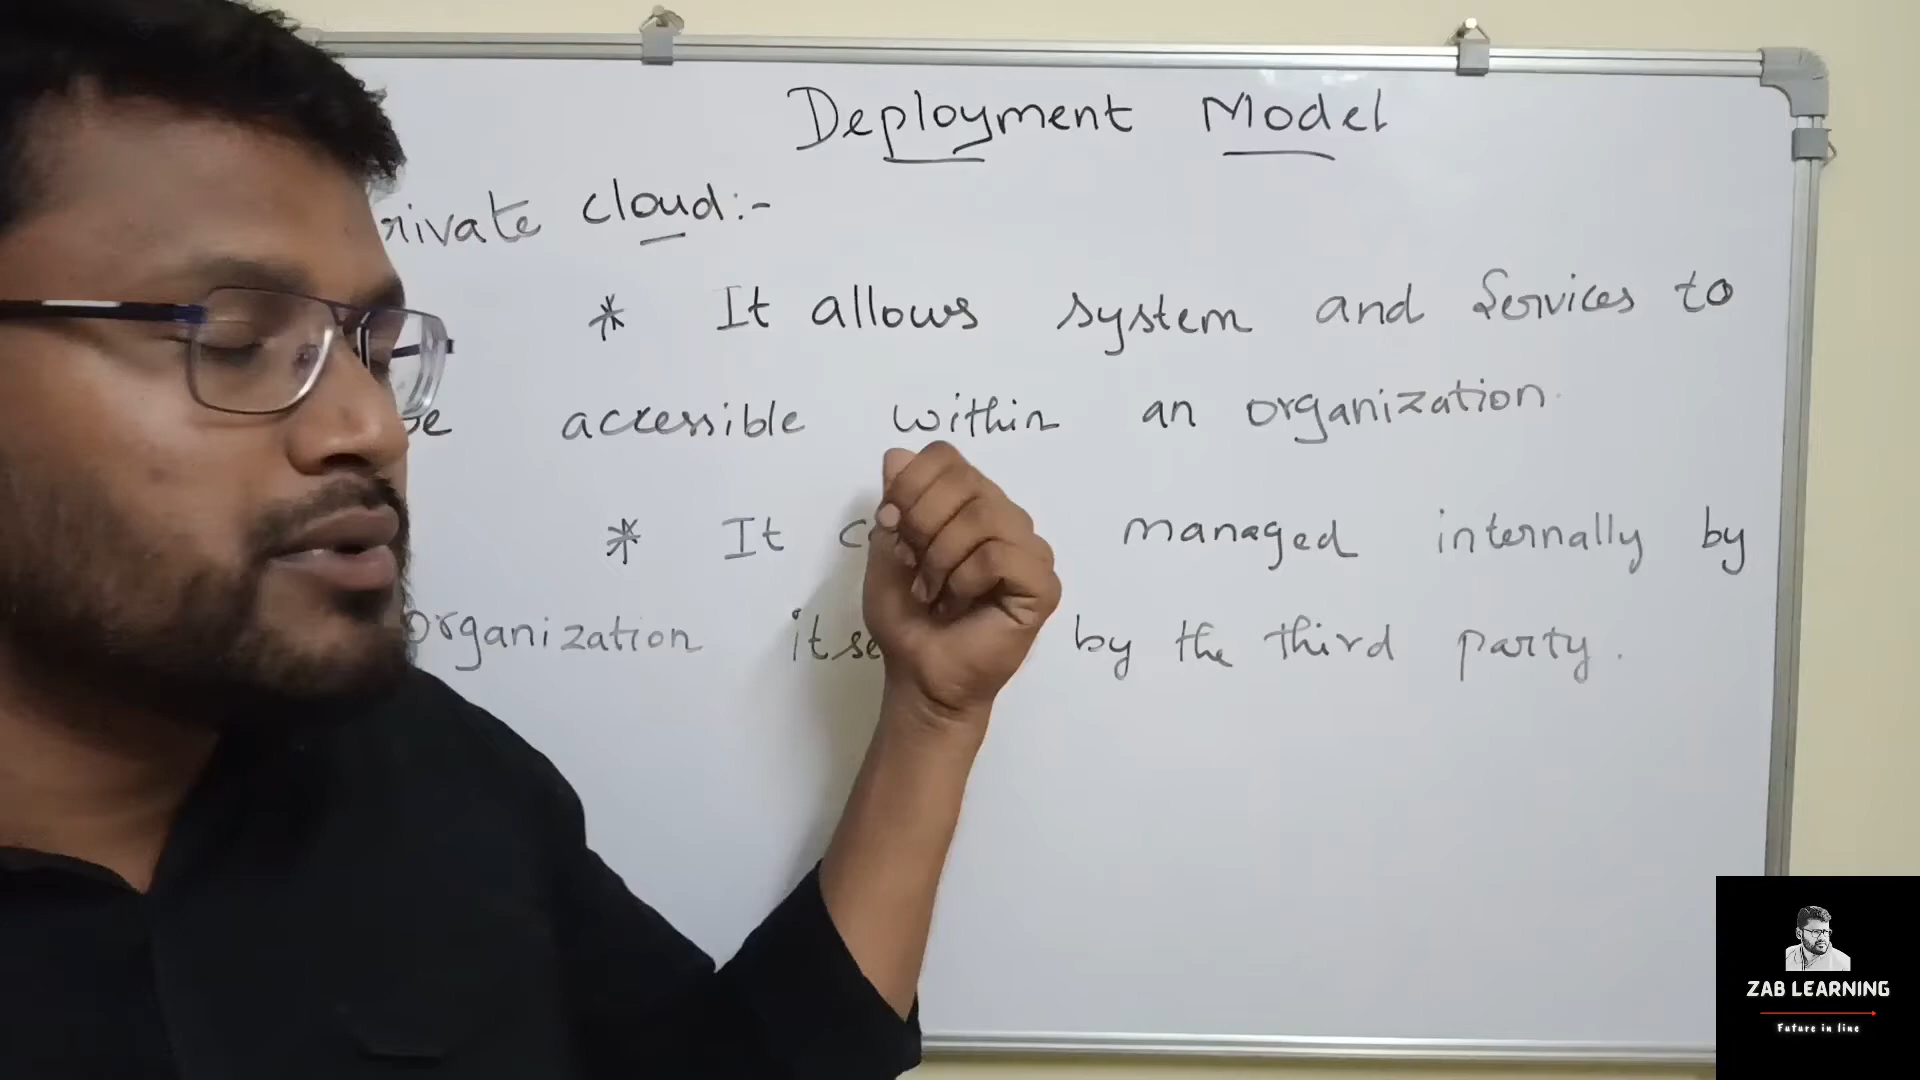 Deployment Model
rivate cloud:-
* It allows system and Services to
be accessible within an organization.
* It managed internally by
organization by the third party.
ZAB LEARNING
Future in line